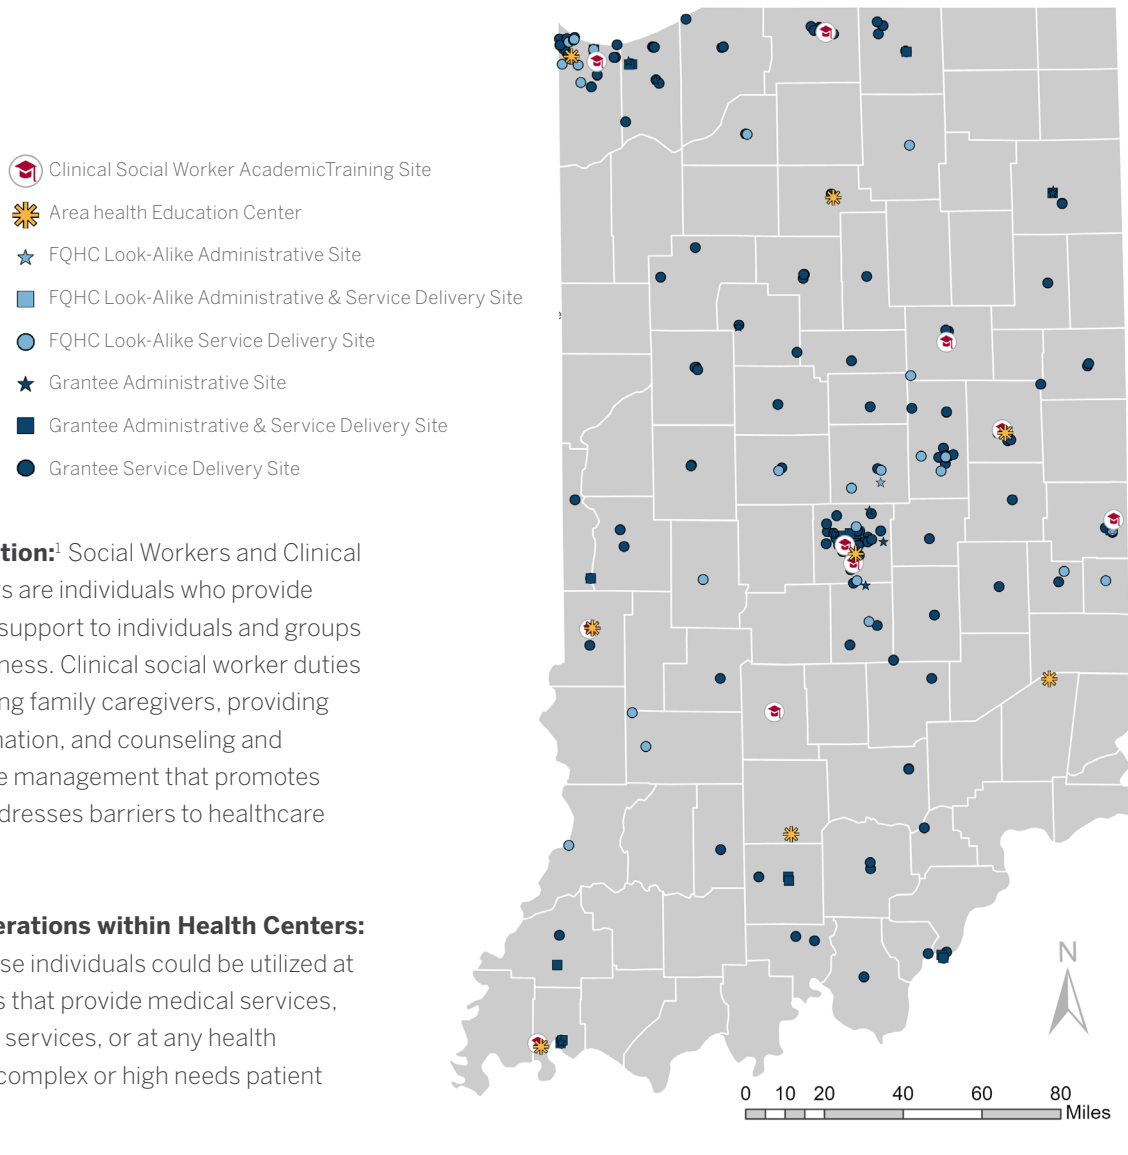 Clinical Social Worker AcademicTraining Site
Area health Education Center
FQHC Look-Alike Administrative Site
FQHC Look-Alike Administrative & Service Delivery Site
FQHC Look-Alike Service Delivery Site
Grantee Administrative Site
Grantee Administrative & Service Delivery Site
Grantee Service Delivery Site
tion:1 Social Workers and Clinical
s are individuals who provide
support to individuals and groups
ness. Clinical social worker duties
ng family caregivers, providing
nation, and counseling and
e management that promotes
dresses barriers to healthcare
erations within Health Centers:
se individuals could be utilized at
s that provide medical services,
services, or at any health
complex or high needs patient
N
0 10 20 40 60 80
Miles